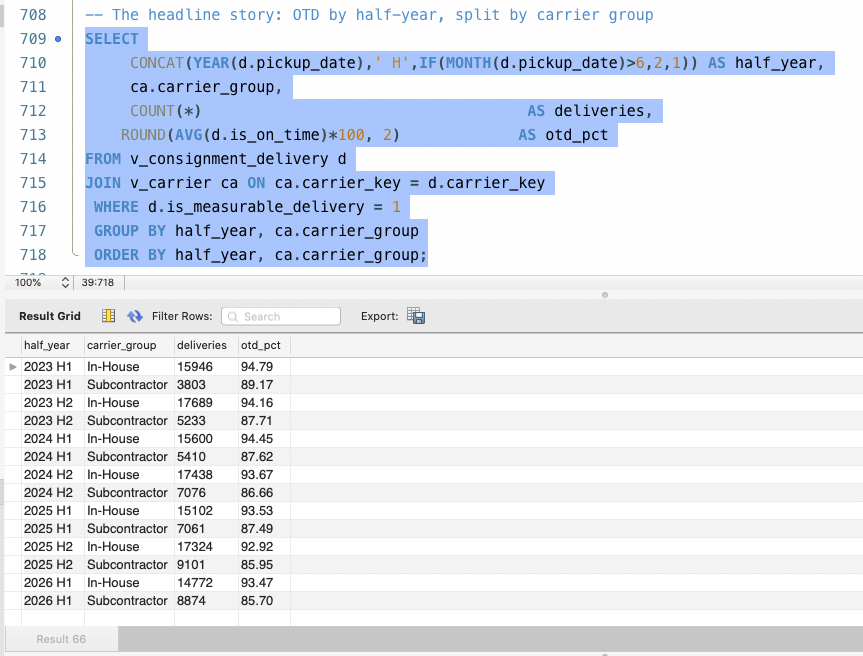 708 -- The headline story: OTD by half-year, split by carrier group
709 SELECT
710 CONCAT(YEAR(d.pickup_date),' H',IF(MONTH(d.pickup_date)>6,2,1)) AS half_year,
711 ca.carrier_group,
712 COUNT(*) AS deliveries,
713 ROUND(AVG(d.is_on_time)*100, 2) AS otd_pct
714 FROM v_consignment_delivery d
715 JOIN v_carrier ca ON ca.carrier_key = d.carrier_key
716 WHERE d.is_measurable_delivery = 1
717 GROUP BY half_year, ca.carrier_group
718 ORDER BY half_year, ca.carrier_group;
100% 39:718
Result Grid Filter Rows: Search Export:
half_year carrier_group deliveries otd_pct
2023 H1 In-House 15946 94.79
2023 H1 Subcontractor 3803 89.17
2023 H2 In-House 17689 94.16
2023 H2 Subcontractor 5233 87.71
2024 H1 In-House 15600 94.45
2024 H1 Subcontractor 5410 87.62
2024 H2 In-House 17438 93.67
2024 H2 Subcontractor 7076 86.66
2025 H1 In-House 15102 93.53
2025 H1 Subcontractor 7061 87.49
2025 H2 In-House 17324 92.92
2025 H2 Subcontractor 9101 85.95
2026 H1 In-House 14772 93.47
2026 H1 Subcontractor 8874 85.70
Result 66